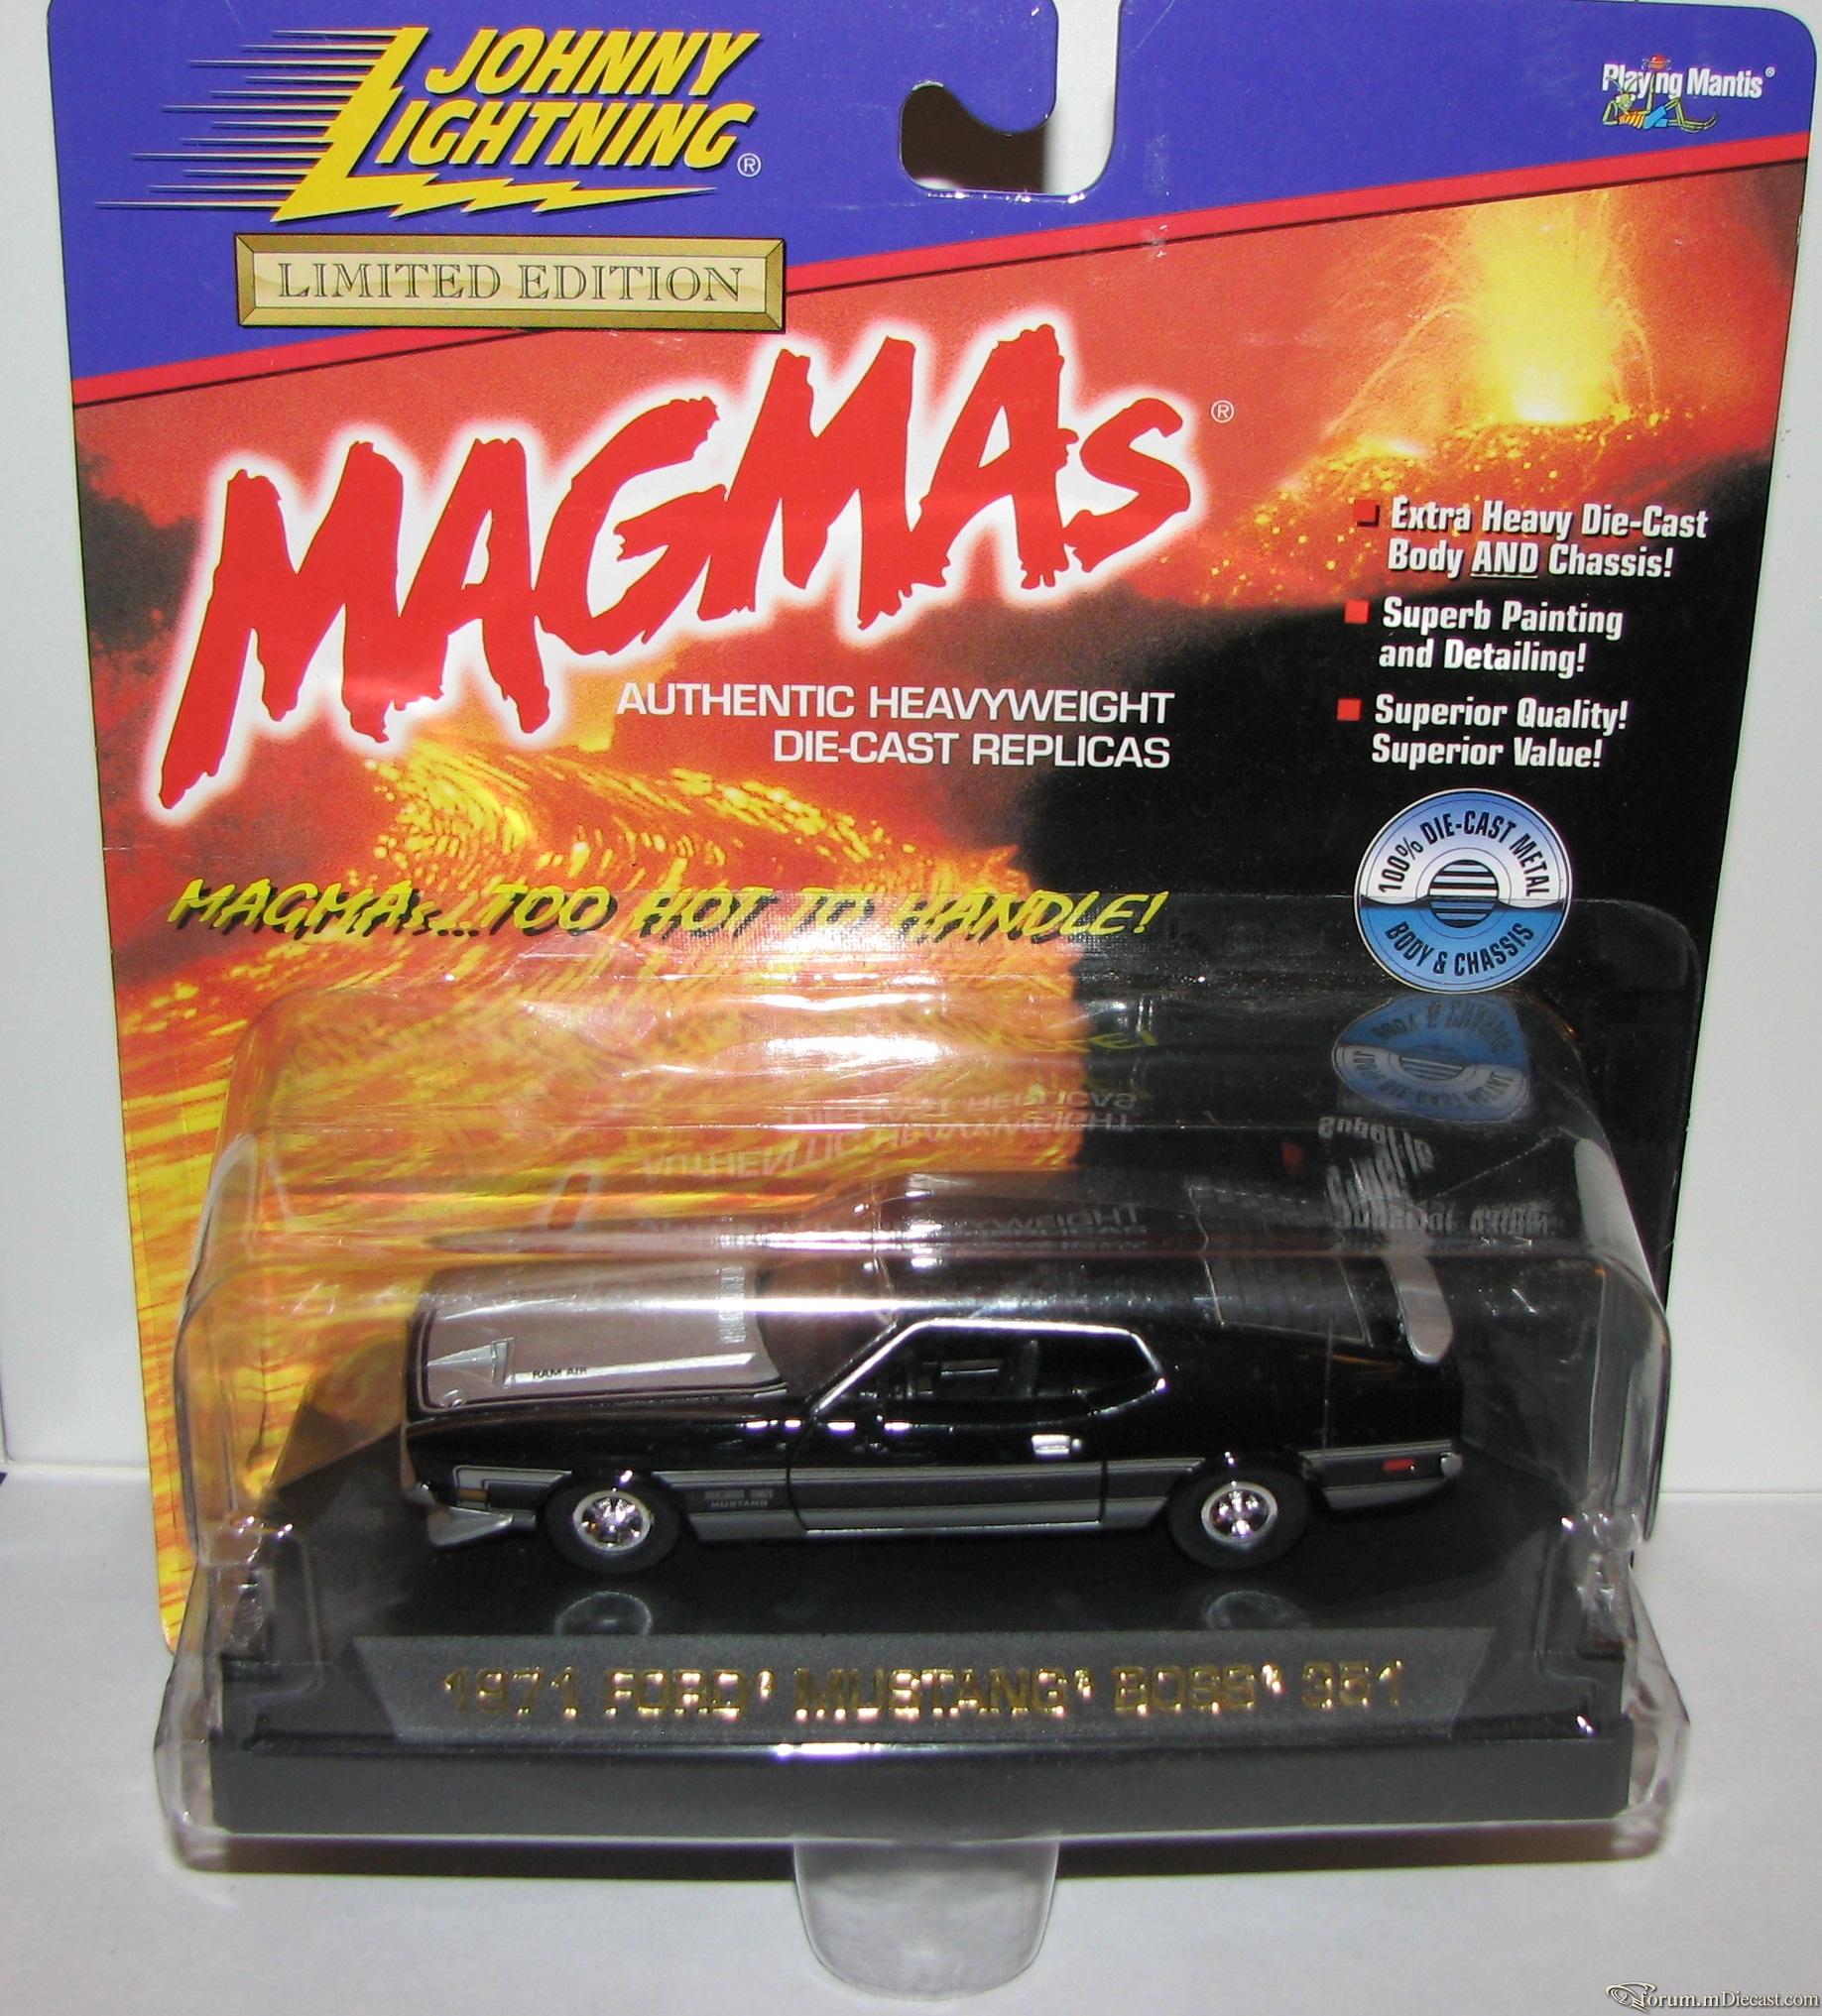 JOHNNY
LIGHTNING®
Playing Mantis®
LIMITED EDITION
MAGMAs®
Extra Heavy Die-Cast
Body AND Chassis!
Superb Painting
and Detailing!
Superior Quality!
Superior Value!
AUTHENTIC HEAVYWEIGHT
DIE-CAST REPLICAS
100% DIE-CAST METAL
BODY & CHASSIS
MAGMAs...TOO HOT TO HANDLE!
RAM AIR
MUSTANG
1971 FORD® MUSTANG® BOSS® 351
forum.mDiecast.com